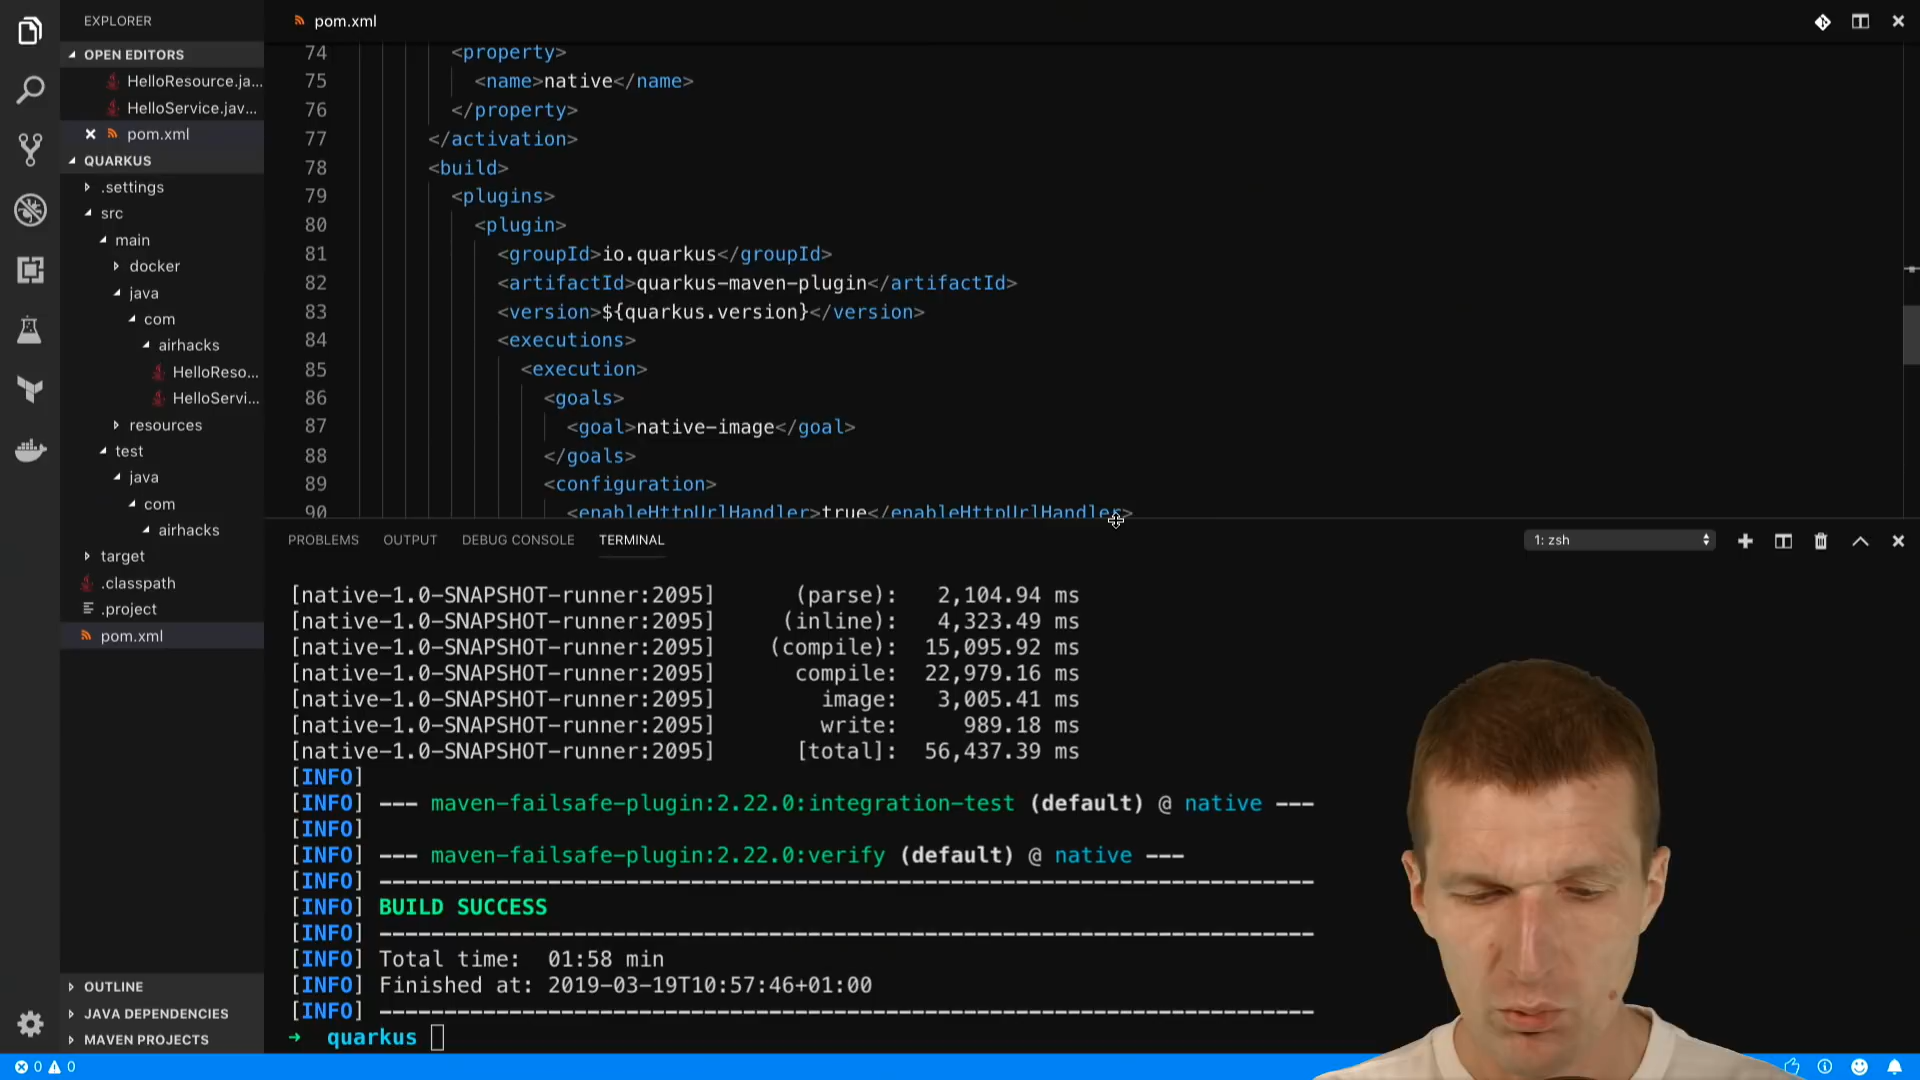 EXPLORER
OPEN EDITORS
HelloResource.ja...
HelloService.jav...
pom.xml
QUARKUS
.settings
src
main
docker
java
com
airhacks
HelloReso...
HelloServi...
resources
test
java
com
airhacks
target
.classpath
.project
pom.xml
OUTLINE
JAVA DEPENDENCIES
MAVEN PROJECTS
pom.xml
74 <property>
75 <name>native</name>
76 </property>
77 </activation>
78 <build>
79 <plugins>
80 <plugin>
81 <groupId>io.quarkus</groupId>
82 <artifactId>quarkus-maven-plugin</artifactId>
83 <version>${quarkus.version}</version>
84 <executions>
85 <execution>
86 <goals>
87 <goal>native-image</goal>
88 </goals>
89 <configuration>
90 <enableHttpUrlHandler>true</enableHttpUrlHandler>
PROBLEMS OUTPUT DEBUG CONSOLE TERMINAL 1: zsh
[native-1.0-SNAPSHOT-runner:2095] (parse): 2,104.94 ms
[native-1.0-SNAPSHOT-runner:2095] (inline): 4,323.49 ms
[native-1.0-SNAPSHOT-runner:2095] (compile): 15,095.92 ms
[native-1.0-SNAPSHOT-runner:2095] compile: 22,979.16 ms
[native-1.0-SNAPSHOT-runner:2095] image: 3,005.41 ms
[native-1.0-SNAPSHOT-runner:2095] write: 989.18 ms
[native-1.0-SNAPSHOT-runner:2095] [total]: 56,437.39 ms
[INFO]
[INFO] --- maven-failsafe-plugin:2.22.0:integration-test (default) @ native ---
[INFO]
[INFO] --- maven-failsafe-plugin:2.22.0:verify (default) @ native ---
[INFO] ------------------------------------------------------------------------
[INFO] BUILD SUCCESS
[INFO] ------------------------------------------------------------------------
[INFO] Total time: 01:58 min
[INFO] Finished at: 2019-03-19T10:57:46+01:00
[INFO] ------------------------------------------------------------------------
→ quarkus
0 0